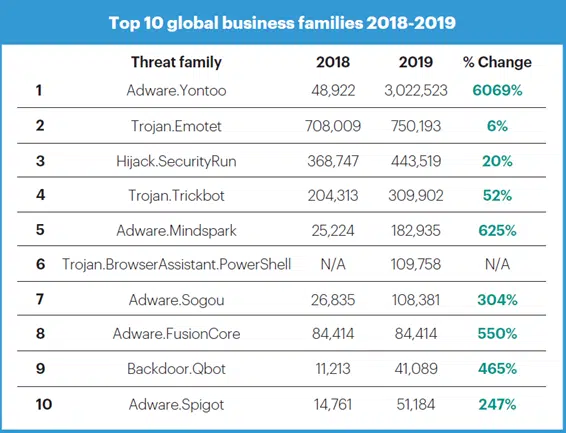 Top 10 global business families 2018-2019
Threat family 2018 2019 % Change
1 Adware.Yontoo 48,922 3,022,523 6069%
2 Trojan.Emotet 708,009 750,193 6%
3 Hijack.SecurityRun 368,747 443,519 20%
4 Trojan.Trickbot 204,313 309,902 52%
5 Adware.Mindspark 25,224 182,935 625%
6 Trojan.BrowserAssistant.PowerShell N/A 109,758 N/A
7 Adware.Sogou 26,835 108,381 304%
8 Adware.FusionCore 84,414 84,414 550%
9 Backdoor.Qbot 11,213 41,089 465%
10 Adware.Spigot 14,761 51,184 247%